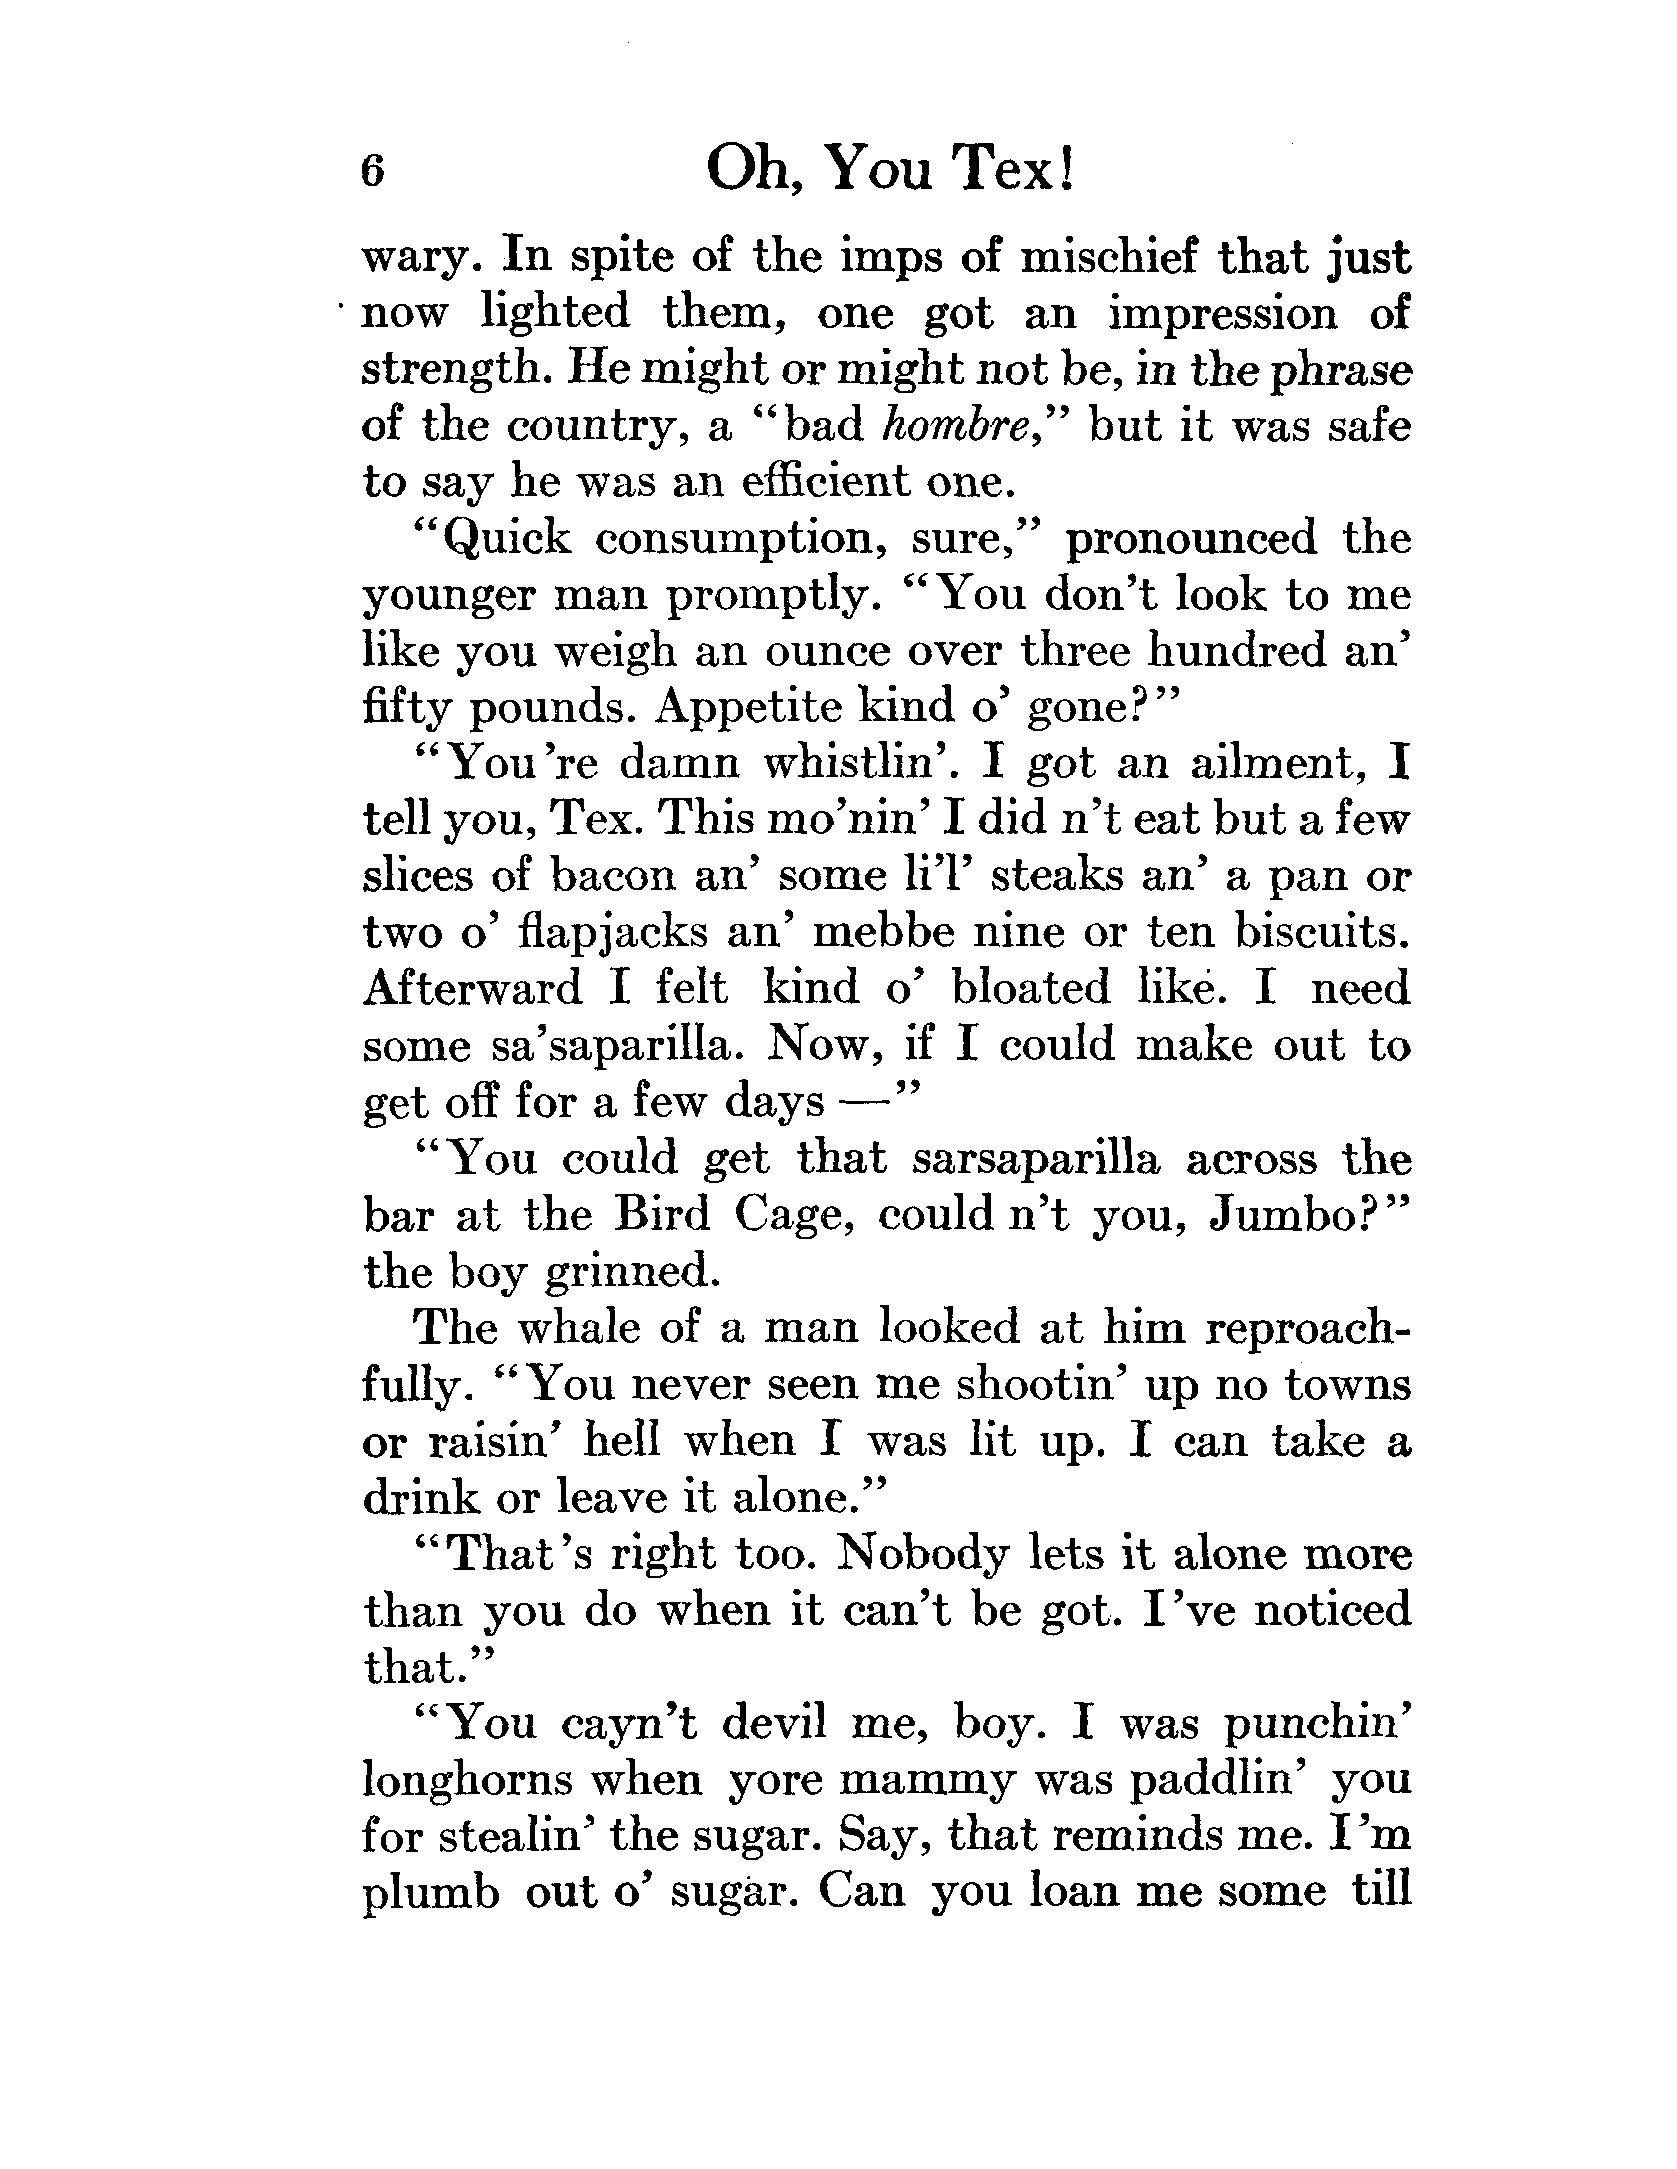 6 Oh, You Tex!
wary. In spite of the imps of mischief that just
now lighted them, one got an impression of
strength. He might or might not be, in the phrase
of the country, a “bad hombre,” but it was safe
to say he was an efficient one.
“Quick consumption, sure,” pronounced the
younger man promptly. “You don’t look to me
like you weigh an ounce over three hundred an’
fifty pounds. Appetite kind o’ gone?”
“You ’re damn whistlin’. I got an ailment, I
tell you, Tex. This mo’nin’ I did n’t eat but a few
slices of bacon an’ some li’l’ steaks an’ a pan or
two o’ flapjacks an’ mebbe nine or ten biscuits.
Afterward I felt kind o’ bloated like. I need
some sa’saparilla. Now, if I could make out to
get off for a few days —”
“You could get that sarsaparilla across the
bar at the Bird Cage, could n’t you, Jumbo?”
the boy grinned.
The whale of a man looked at him reproach-
fully. “You never seen me shootin’ up no towns
or raisin’ hell when I was lit up. I can take a
drink or leave it alone.”
“That ’s right too. Nobody lets it alone more
than you do when it can’t be got. I ’ve noticed
that.”
“You cayn’t devil me, boy. I was punchin’
longhorns when yore mammy was paddlin’ you
for stealin’ the sugar. Say, that reminds me. I ’m
plumb out o’ sugar. Can you loan me some till